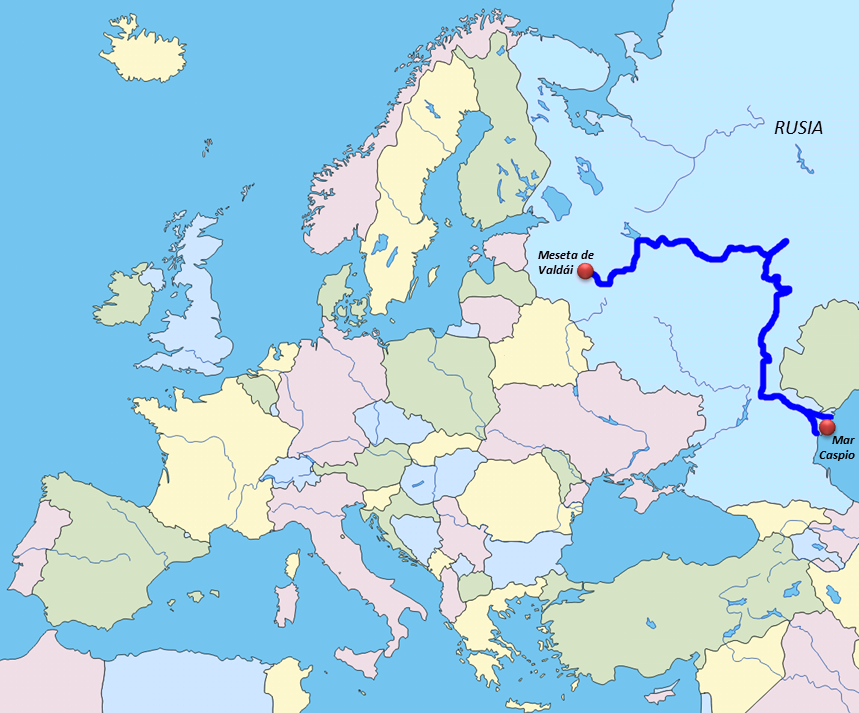 RUSIA
Meseta de
Valdái
Mar
Caspio